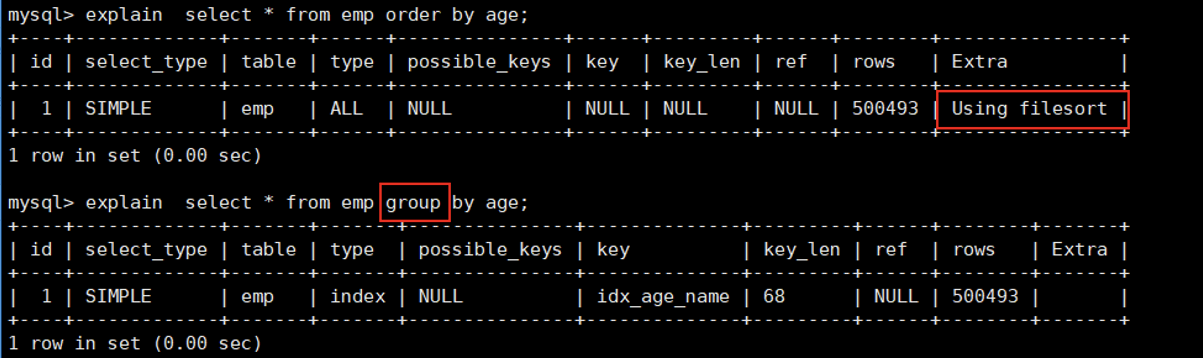 mysql> explain  select * from emp order by age;
+----+-------------+-------+------+---------------+------+---------+------+--------+----------------+
| id | select_type | table | type | possible_keys | key  | key_len | ref  | rows   | Extra          |
+----+-------------+-------+------+---------------+------+---------+------+--------+----------------+
|  1 | SIMPLE      | emp   | ALL  | NULL          | NULL | NULL    | NULL | 500493 | Using filesort |
+----+-------------+-------+------+---------------+------+---------+------+--------+----------------+
1 row in set (0.00 sec)
mysql> explain  select * from emp group by age;
+----+-------------+-------+-------+---------------+--------------+---------+------+--------+-------+
| id | select_type | table | type  | possible_keys | key          | key_len | ref  | rows   | Extra |
+----+-------------+-------+-------+---------------+--------------+---------+------+--------+-------+
|  1 | SIMPLE      | emp   | index | NULL          | idx_age_name | 68      | NULL | 500493 |       |
+----+-------------+-------+-------+---------------+--------------+---------+------+--------+-------+
1 row in set (0.00 sec)